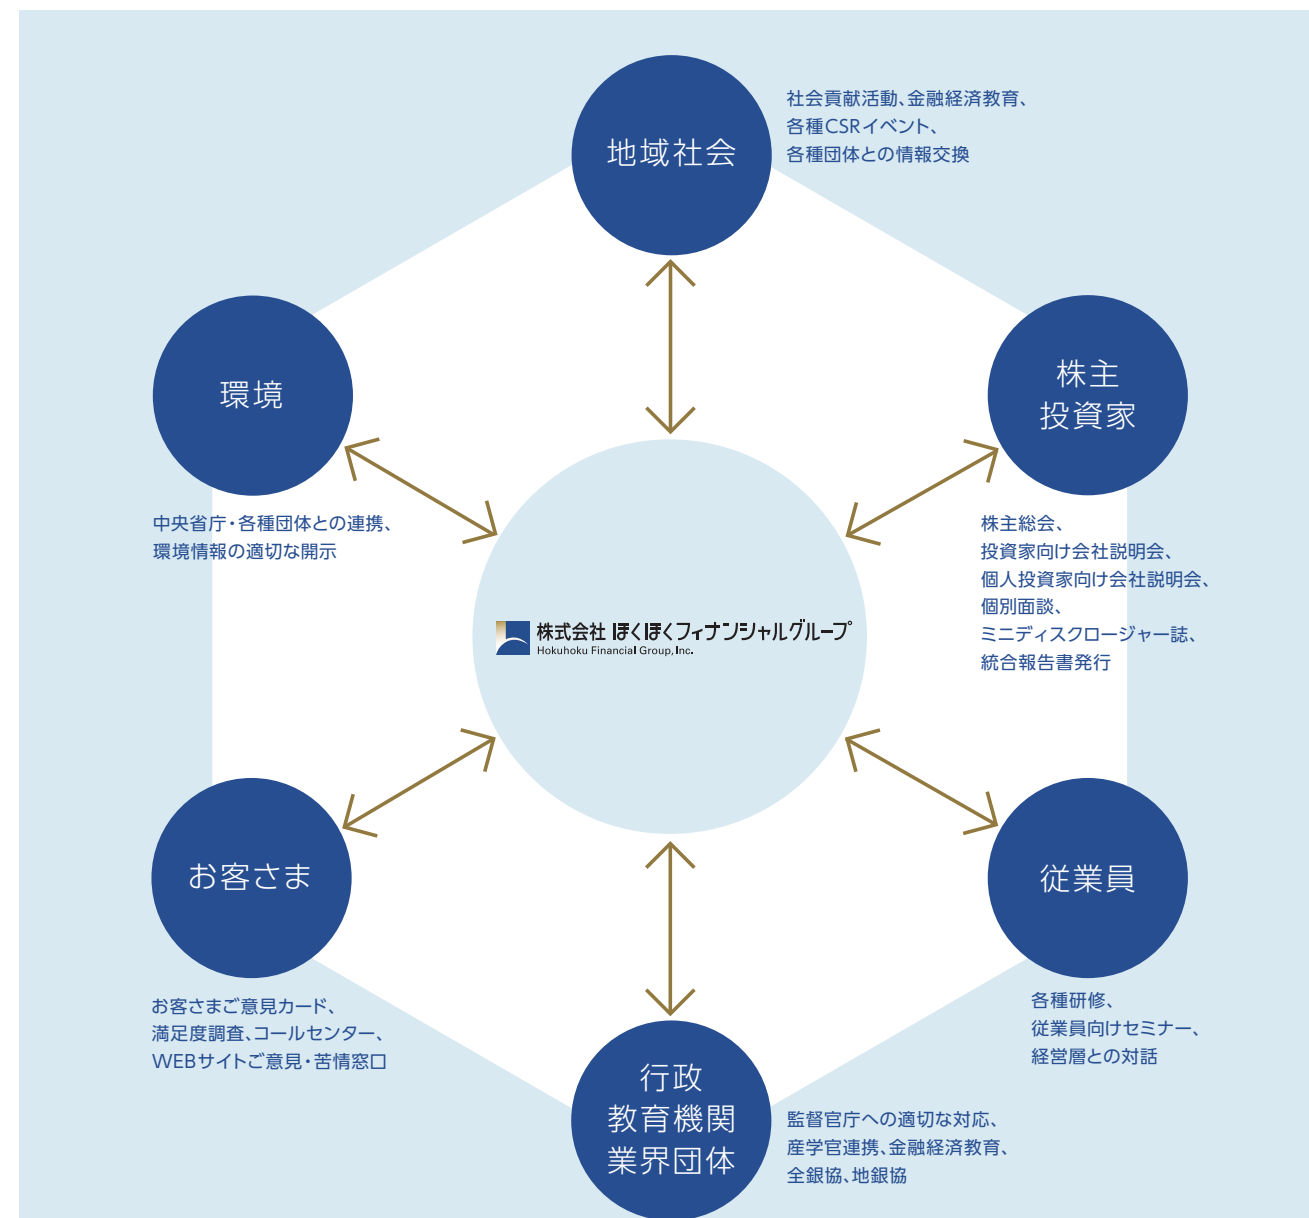 地域社会
社会貢献活動、金融経済教育、
各種CSRイベント、
各種団体との情報交換
環境
中央省庁・各種団体との連携、
環境情報の適切な開示
株主
投資家
株主総会、
投資家向け会社説明会、
個人投資家向け会社説明会、
個別面談、
ミニディスクロージャー誌、
統合報告書発行
株式会社 ほくほくフィナンシャルグループ
Hokuhoku Financial Group, Inc.
お客さま
お客さまご意見カード、
満足度調査、コールセンター、
WEBサイトご意見・苦情窓口
従業員
各種研修、
従業員向けセミナー、
経営層との対話
行政
教育機関
業界団体
監督官庁への適切な対応、
産学官連携、金融経済教育、
全銀協、地銀協